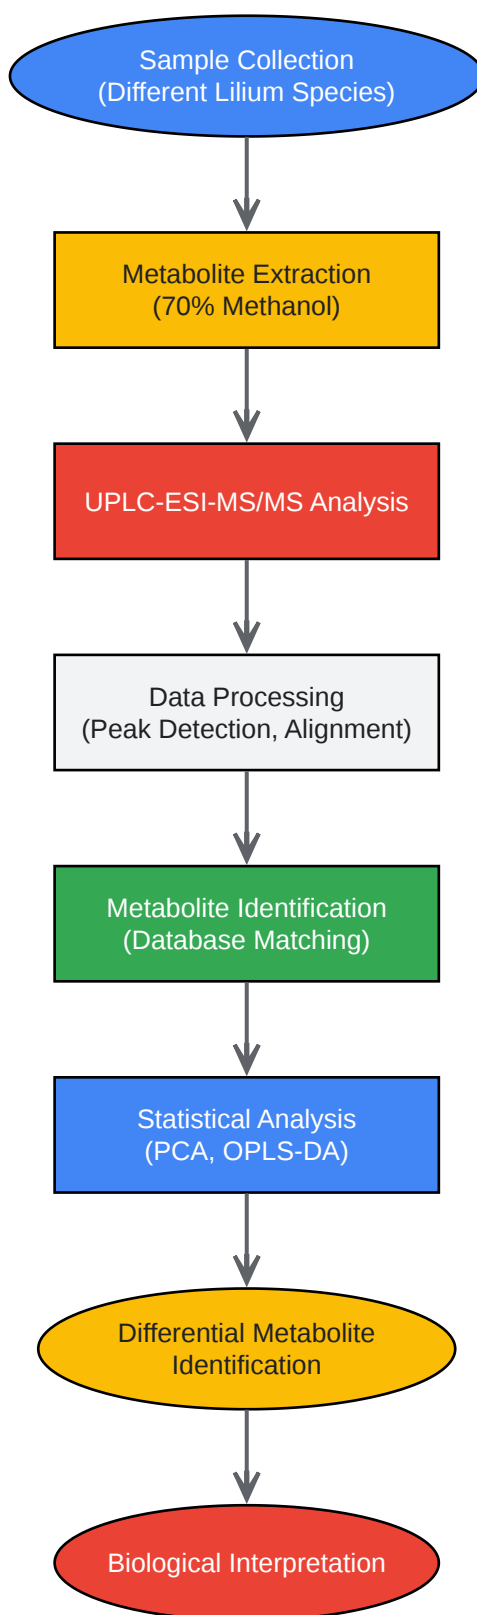 Sample Collection
(Different Lilium Species)
Metabolite Extraction
(70% Methanol)
UPLC-ESI-MS/MS Analysis
Data Processing
(Peak Detection, Alignment)
Metabolite Identification
(Database Matching)
Statistical Analysis
(PCA, OPLS-DA)
Differential Metabolite
Identification
Biological Interpretation